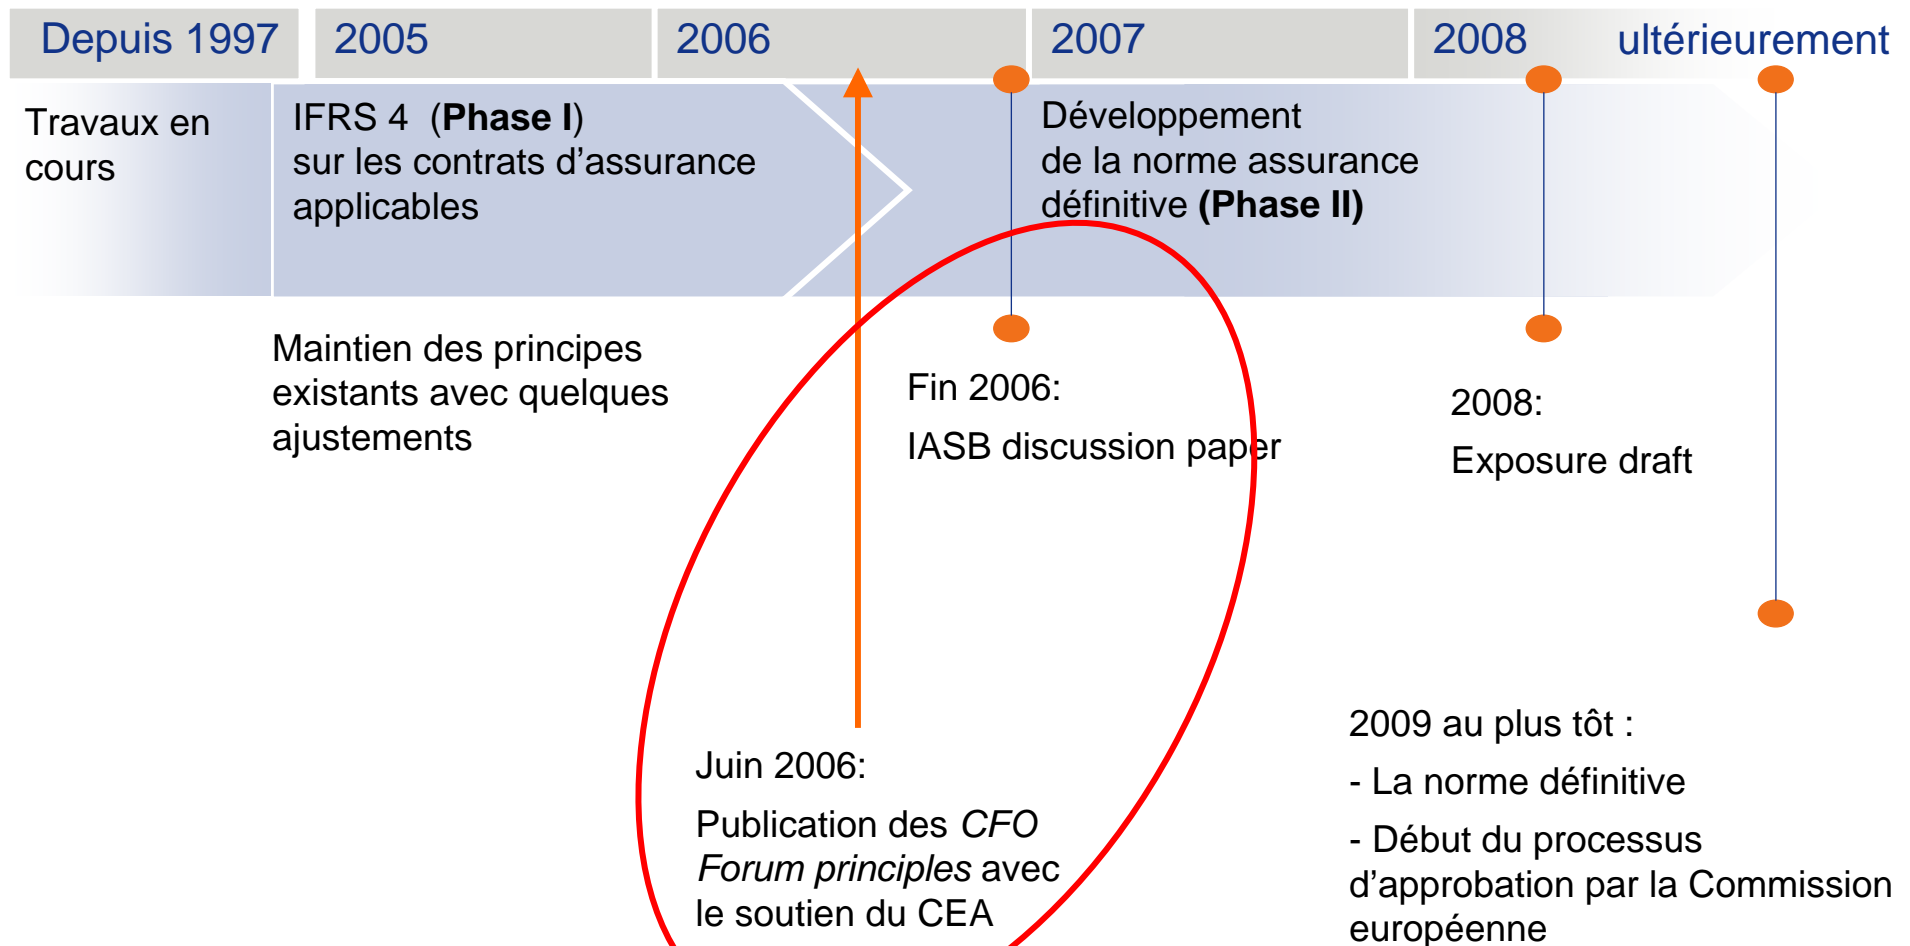 Depuis 1997
2005
2006
2007
2008
ultérieurement
Travaux en
cours
IFRS 4 (Phase I)
sur les contrats d’assurance
applicables
Développement
de la norme assurance
définitive (Phase II)
Maintien des principes
existants avec quelques
ajustements
Fin 2006:
IASB discussion paper
2008:
Exposure draft
Juin 2006:
Publication des CFO
Forum principles avec
le soutien du CEA
2009 au plus tôt :
- La norme définitive
- Début du processus
d’approbation par la Commission
européenne